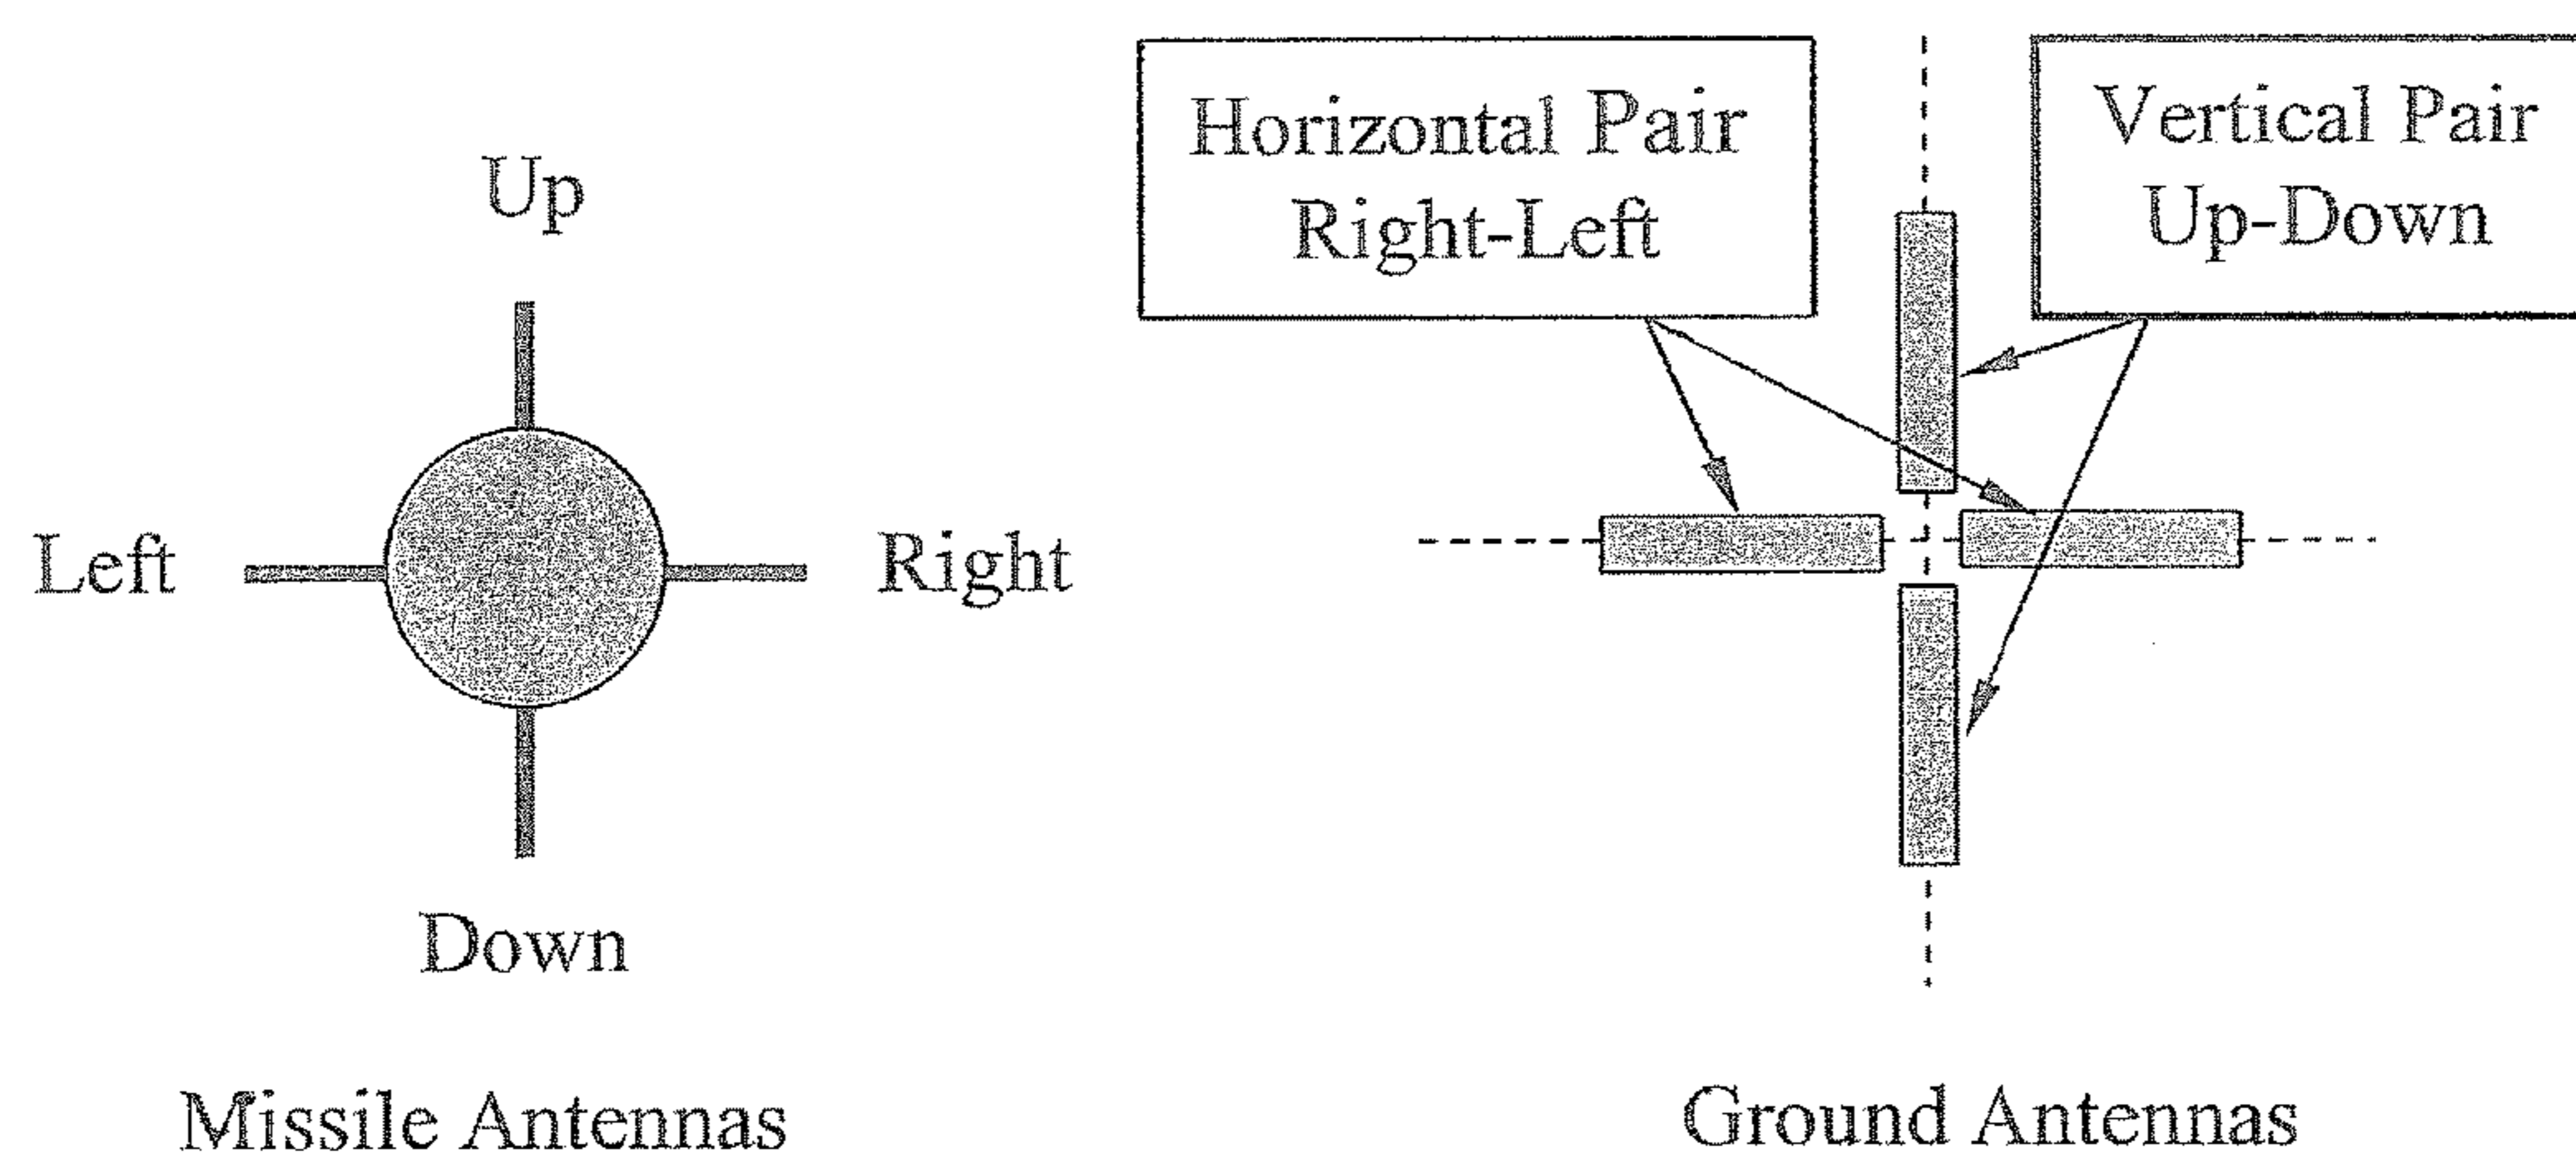 Up
Left
Right
Down
Missile Antennas
Horizontal Pair
Right-Left
Vertical Pair
Up-Down
Ground Antennas